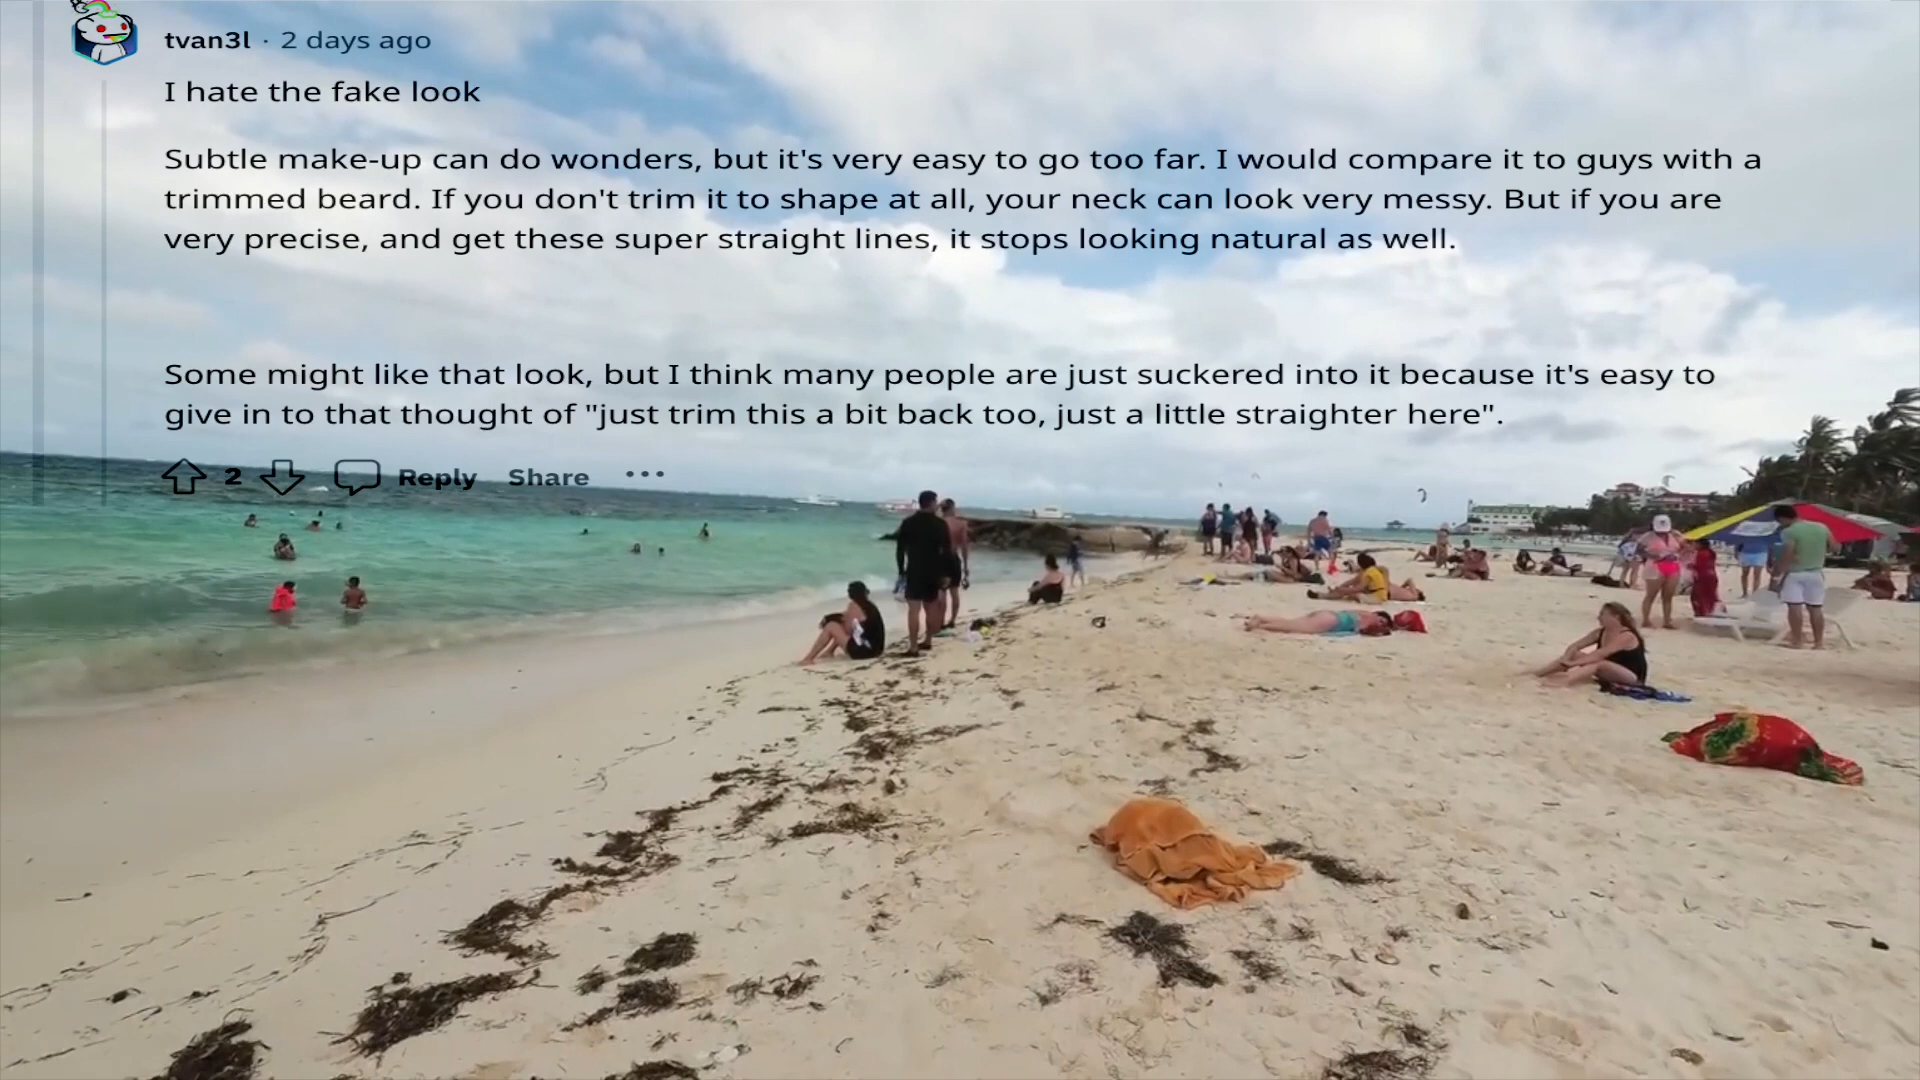 tvan3l · 2 days ago
I hate the fake look
Subtle make-up can do wonders, but it's very easy to go too far. I would compare it to guys with a
trimmed beard. If you don't trim it to shape at all, your neck can look very messy. But if you are
very precise, and get these super straight lines, it stops looking natural as well.
Some might like that look, but I think many people are just suckered into it because it's easy to
give in to that thought of "just trim this a bit back too, just a little straighter here".
2 Reply Share ...